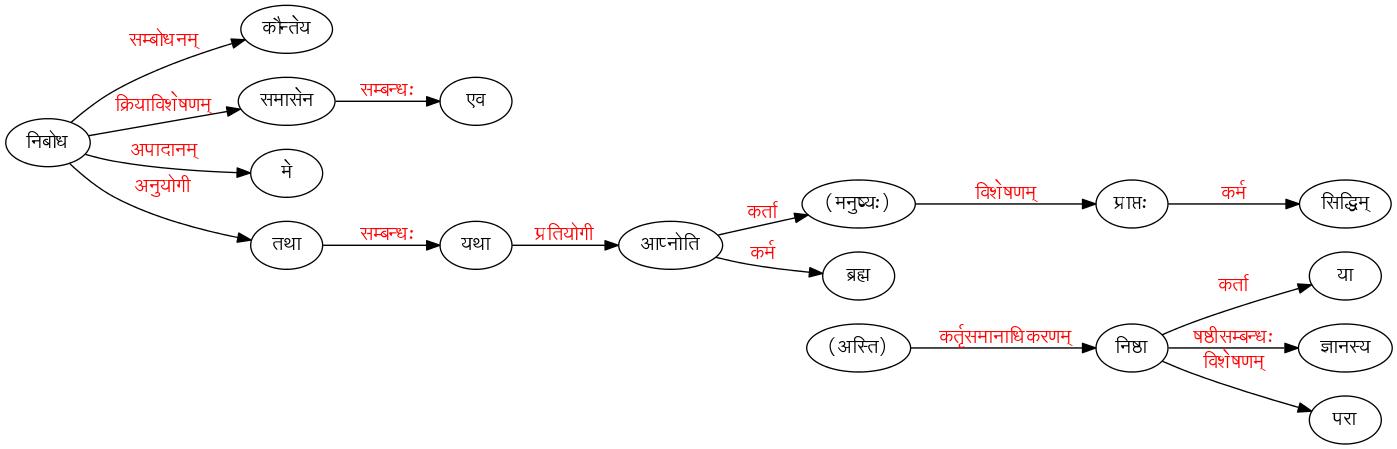 कौन्तेय
सम्बोधनम्
क्रियाविशेषणम्
समासेन
सम्बन्धः
एव
निबोध
अपादानम्
मे
अनुयोगी
तथा
सम्बन्धः
यथा
प्रतियोगी
आप्नोति
कर्ता
(मनुष्यः)
विशेषणम्
प्राप्तः
कर्म
सिद्धिम्
कर्म
ब्रह्म
कर्ता
या
(अस्ति)
कर्तृसमानाधिकरणम्
निष्ठा
षष्ठीसम्बन्धः
ज्ञानस्य
विशेषणम्
परा